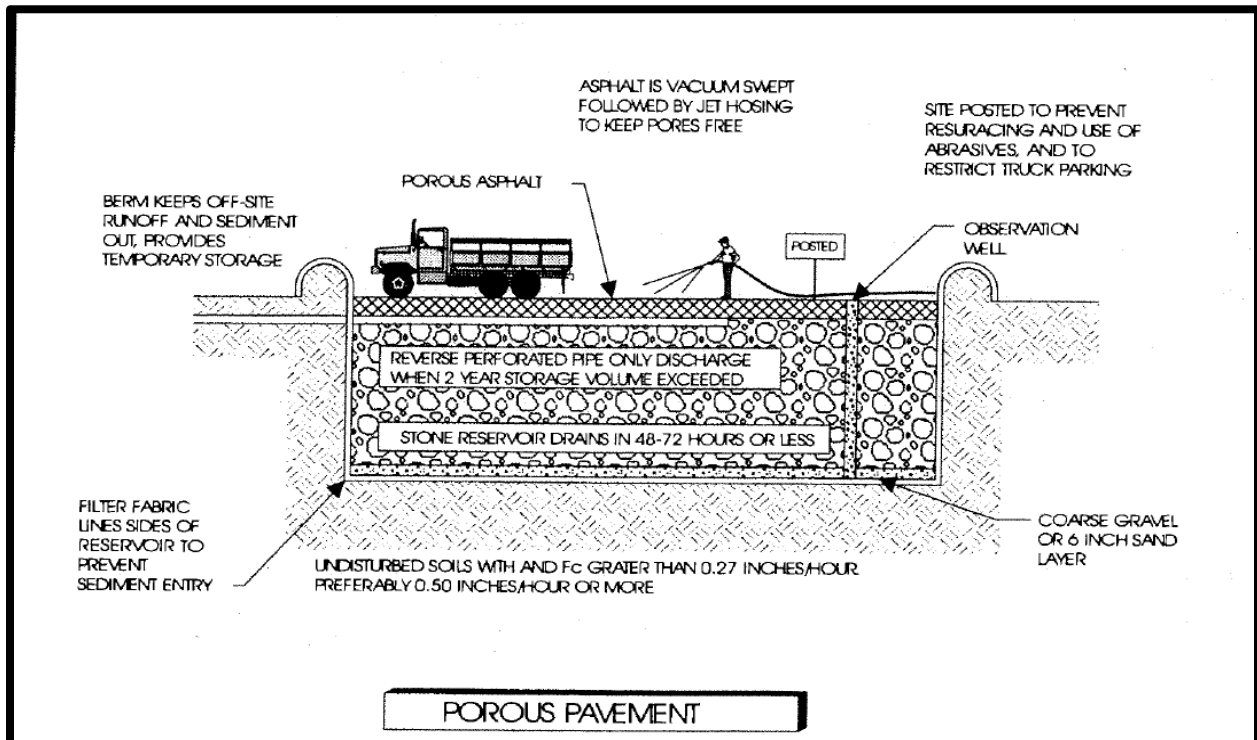 ASPHALT IS VACUUM SWEPT
FOLLOWED BY JET HOSING
TO KEEP PORES FREE
SITE POSTED TO PREVENT
RESURACING AND USE OF
ABRASIVES, AND TO
RESTRICT TRUCK PARKING
POROUS ASPHALT
BERM KEEPS OFF-SITE
RUNOFF AND SEDIMENT
OUT, PROVIDES
TEMPORARY STORAGE
POSTED
OBSERVATION
WELL
REVERSE PERFORATED PIPE ONLY DISCHARGE
WHEN 2 YEAR STORAGE VOLUME EXCEEDED
STONE RESERVOIR DRAINS IN 48-72 HOURS OR LESS
FILTER FABRIC
LINES SIDES OF
RESERVOIR TO
PREVENT
SEDIMENT ENTRY
COARSE GRAVEL
OR 6 INCH SAND
LAYER
UNDISTURBED SOILS WITH AND Fc GRATER THAN 0.27 INCHES/HOUR
PREFERABLY 0.50 INCHES/HOUR OR MORE
POROUS PAVEMENT